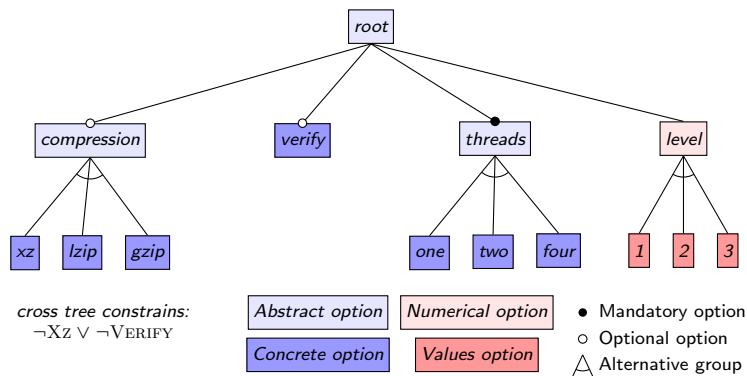 root
compression
verify
threads
level
xz
lzip
gzip
one
two
four
1
2
3
cross tree constrains:
¬XZ ∨ ¬VERIFY
Abstract option
Numerical option
Concrete option
Values option
Mandatory option
Optional option
Alternative group